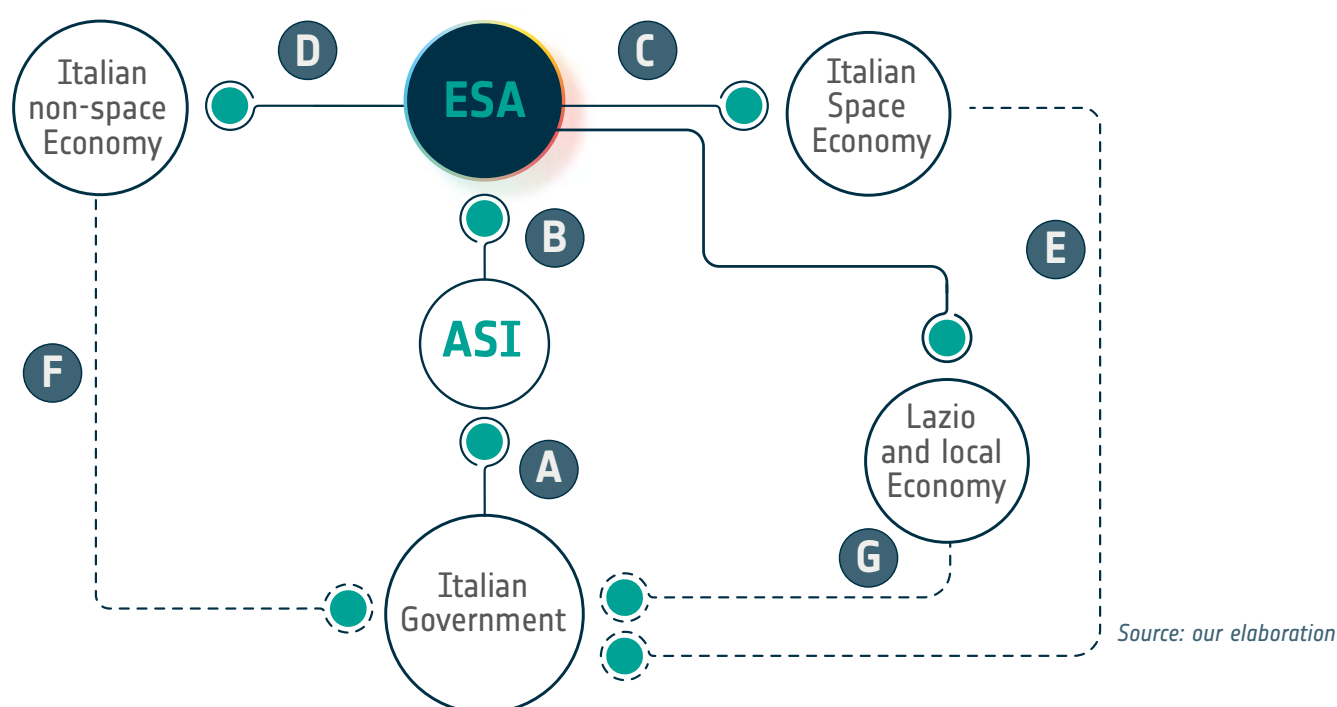 D
C
Italian
non-space
Economy
ESA
Italian
Space
Economy
B
E
ASI
F
A
Lazio
and local
Economy
G
Italian
Government
Source: our elaboration